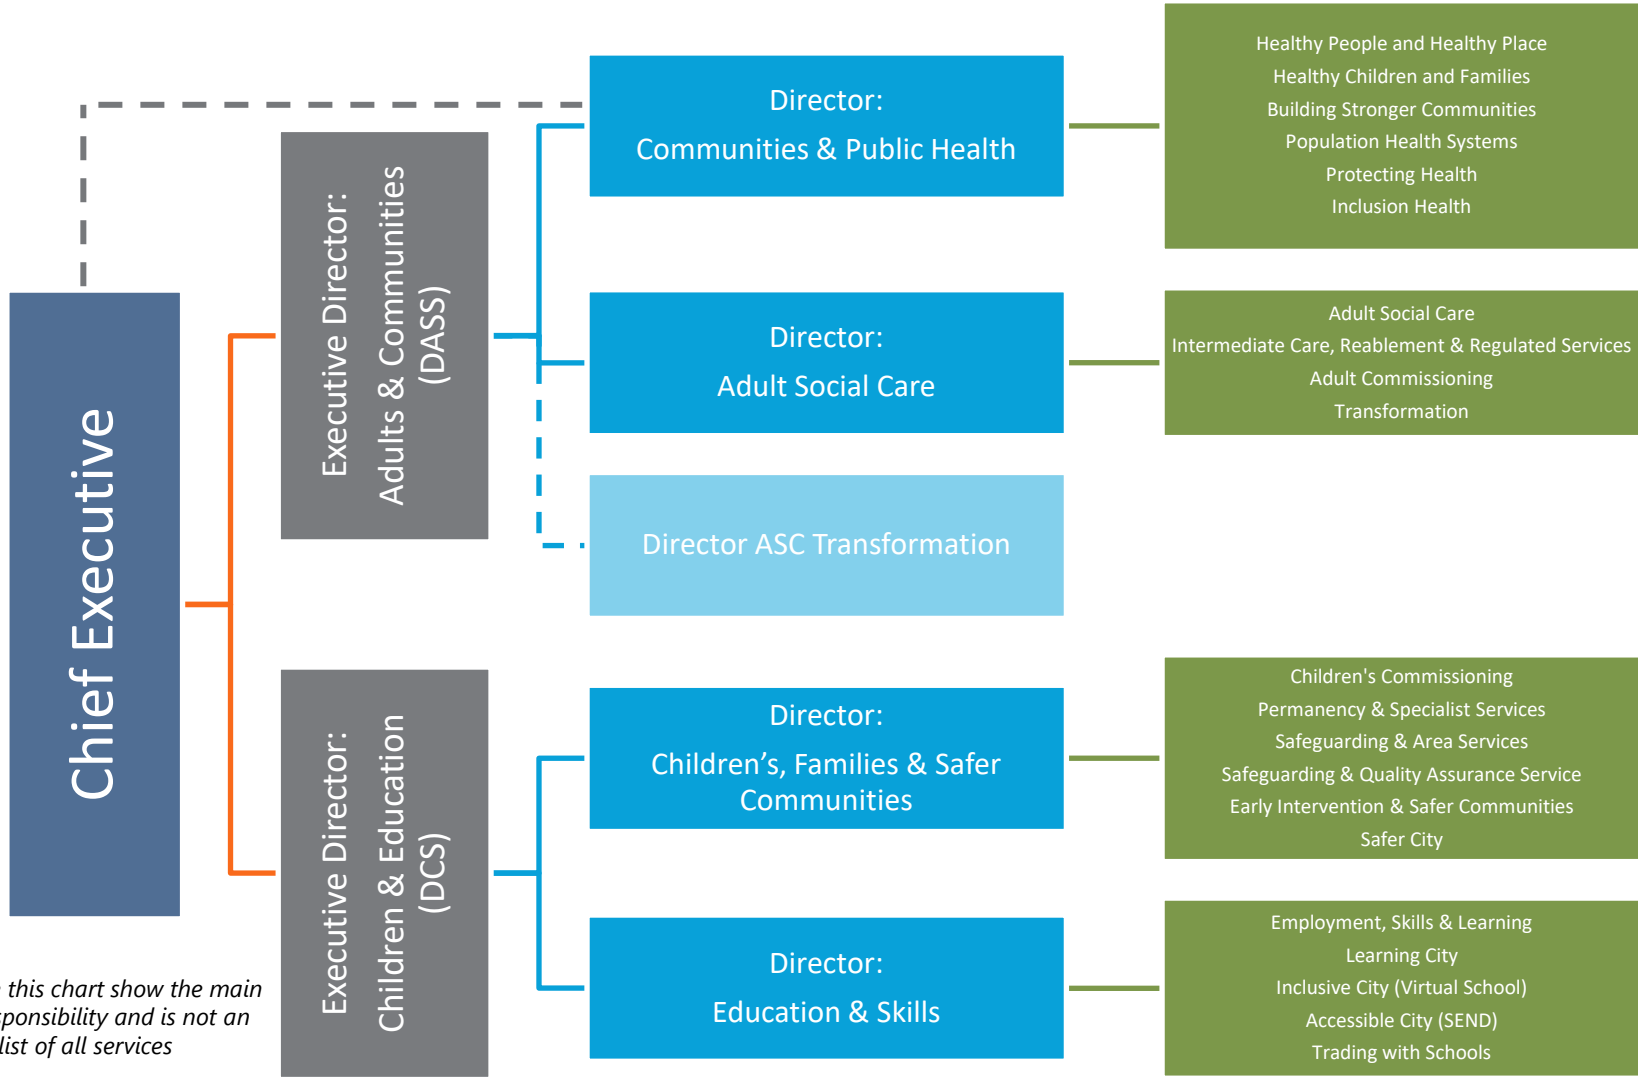 Chief Executive
Executive Director:
Adults & Communities
(DASS)
Director:
Communities & Public Health
Healthy People and Healthy Place
Healthy Children and Families
Building Stronger Communities
Population Health Systems
Protecting Health
Inclusion Health
Director:
Adult Social Care
Adult Social Care
Intermediate Care, Reablement & Regulated Services
Adult Commissioning
Transformation
Director ASC Transformation
Executive Director:
Children & Education
(DCS)
Director:
Children’s, Families & Safer
Communities
Children's Commissioning
Permanency & Specialist Services
Safeguarding & Area Services
Safeguarding & Quality Assurance Service
Early Intervention & Safer Communities
Safer City
Director:
Education & Skills
Employment, Skills & Learning
Learning City
Inclusive City (Virtual School)
Accessible City (SEND)
Trading with Schools
this chart show the main
and is not an
list of all services